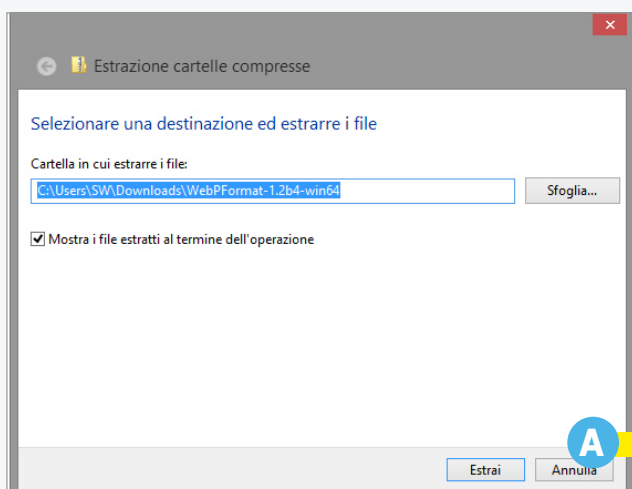 Estrazione cartelle compresse
Selezionare una destinazione ed estrarre i file
Cartella in cui estrarre i file:
C:\Users\SW\Downloads\WebPFormat-1.2b4-win64
Sfoglia...
Mostra i file estratti al termine dell'operazione
A
Estrai
Annulla